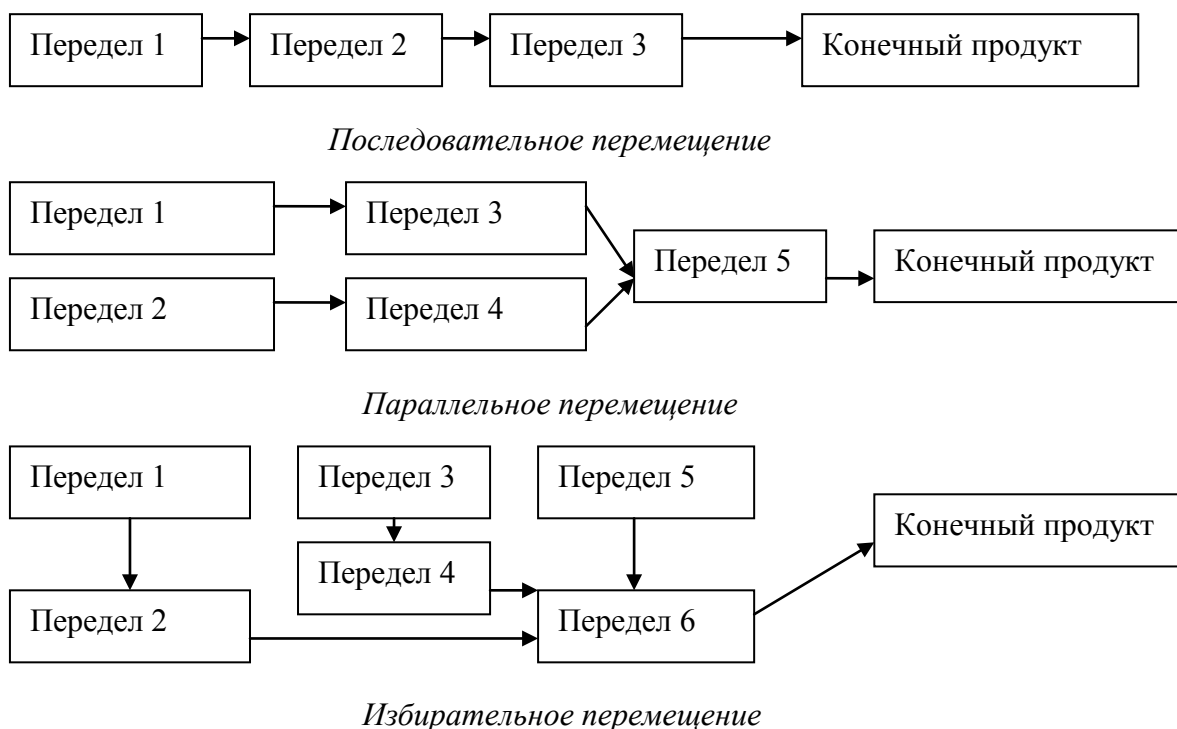 Передел 1 Передел 2 Передел 3 Конечный продукт
Последовательное перемещение
Передел 1 Передел 3
Передел 5 Конечный продукт
Передел 2 Передел 4
Параллельное перемещение
Передел 1 Передел 3 Передел 5
Конечный продукт
Передел 4
Передел 2 Передел 6
Избирательное перемещение